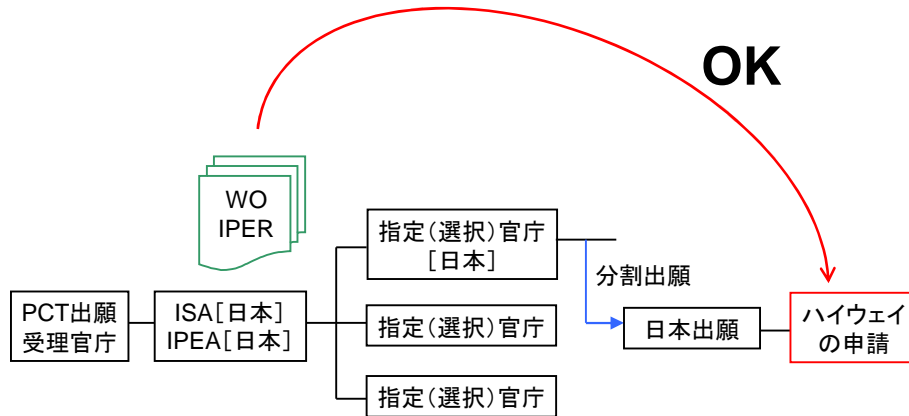 OK
WO
IPER
指定(選択)官庁
[日本]
分割出願
PCT出願
受理官庁
ISA[日本]
IPEA[日本]
指定(選択)官庁
日本出願
ハイウェイ
の申請
指定(選択)官庁